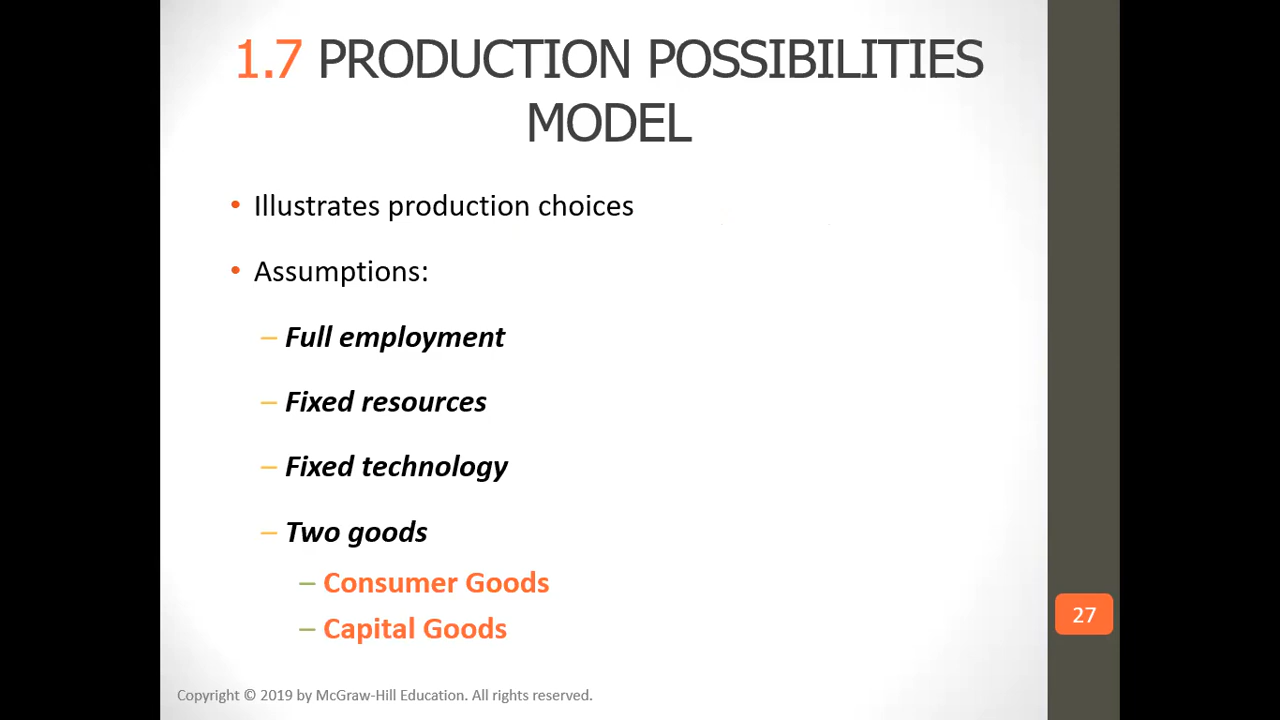 1.7 PRODUCTION POSSIBILITIES
MODEL
• Illustrates production choices
• Assumptions:
– Full employment
– Fixed resources
– Fixed technology
– Two goods
– Consumer Goods
– Capital Goods
27
Copyright © 2019 by McGraw-Hill Education. All rights reserved.